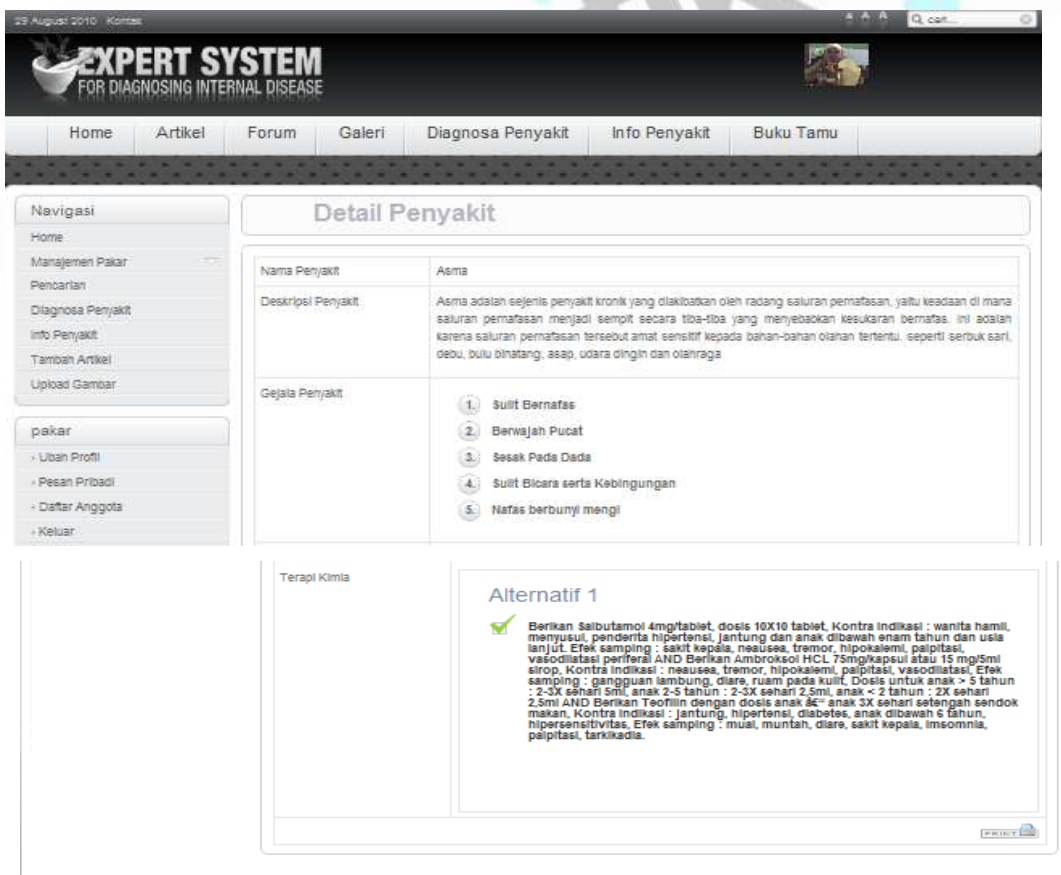 29 August 2010 Kontak
A A A
cari...
EXPERT SYSTEM
FOR DIAGNOSING INTERNAL DISEASE
Home Artikel Forum Galeri Diagnosa Penyakit Info Penyakit Buku Tamu
Navigasi
Home
Manajemen Pakar
Pencarian
Diagnosa Penyakit
Info Penyakit
Tambah Artikel
Upload Gambar
pakar
Ubah Profil
Pesan Pribadi
Daftar Anggota
Keluar
Detail Penyakit
Nama Penyakit Asma
Deskripsi Penyakit Asma adalah sejenis penyakit kronik yang diakibatkan oleh radang saluran pernafasan, yaitu keadaan di mana
saluran pernafasan menjadi sempit secara tiba-tiba yang menyebabkan kesukaran bernafas. Ini adalah
karena saluran pernafasan tersebut amat sensitif kepada bahan-bahan olahan tertentu. seperti serbuk sari,
debu, bulu binatang, asap, udara dingin dan olahraga
Gejala Penyakit
1. Sulit Bernafas
2. Berwajah Pucat
3. Sesak Pada Dada
4. Sulit Bicara serta Kebingungan
5. Nafas berbunyi mengi
Terapi Kimia
Alternatif 1
Berikan Salbutamol 4mg/tablet, dosis 10X10 tablet, Kontra Indikasi : wanita hamil,
menyusui, penderita hipertensi, jantung dan anak dibawah enam tahun dan usia
lanjut. Efek samping : sakit kepala, neausea, tremor, hipokalemi, palpitasi,
vasodilatasi periferal AND Berikan Ambroksol HCL 75mg/kapsul atau 15 mg/5ml
sirop, Kontra Indikasi : neausea, tremor, hipokalemi, palpitasi, vasodilatasi, Efek
samping : gangguan lambung, diare, ruam pada kulit, Dosis untuk anak > 5 tahun
: 2-3X sehari 5ml, anak 2-5 tahun : 2-3X sehari 2,5ml, anak < 2 tahun : 2X sehari
2,5ml AND Berikan Teofilin dengan dosis anak â€“ anak 3X sehari setengah sendok
makan, Kontra Indikasi : jantung, hipertensi, diabetes, anak dibawah 6 tahun,
hipersensitivitas, Efek samping : mual, muntah, diare, sakit kepala, imsomnia,
palpitasi, tarkikadia.
PRINT